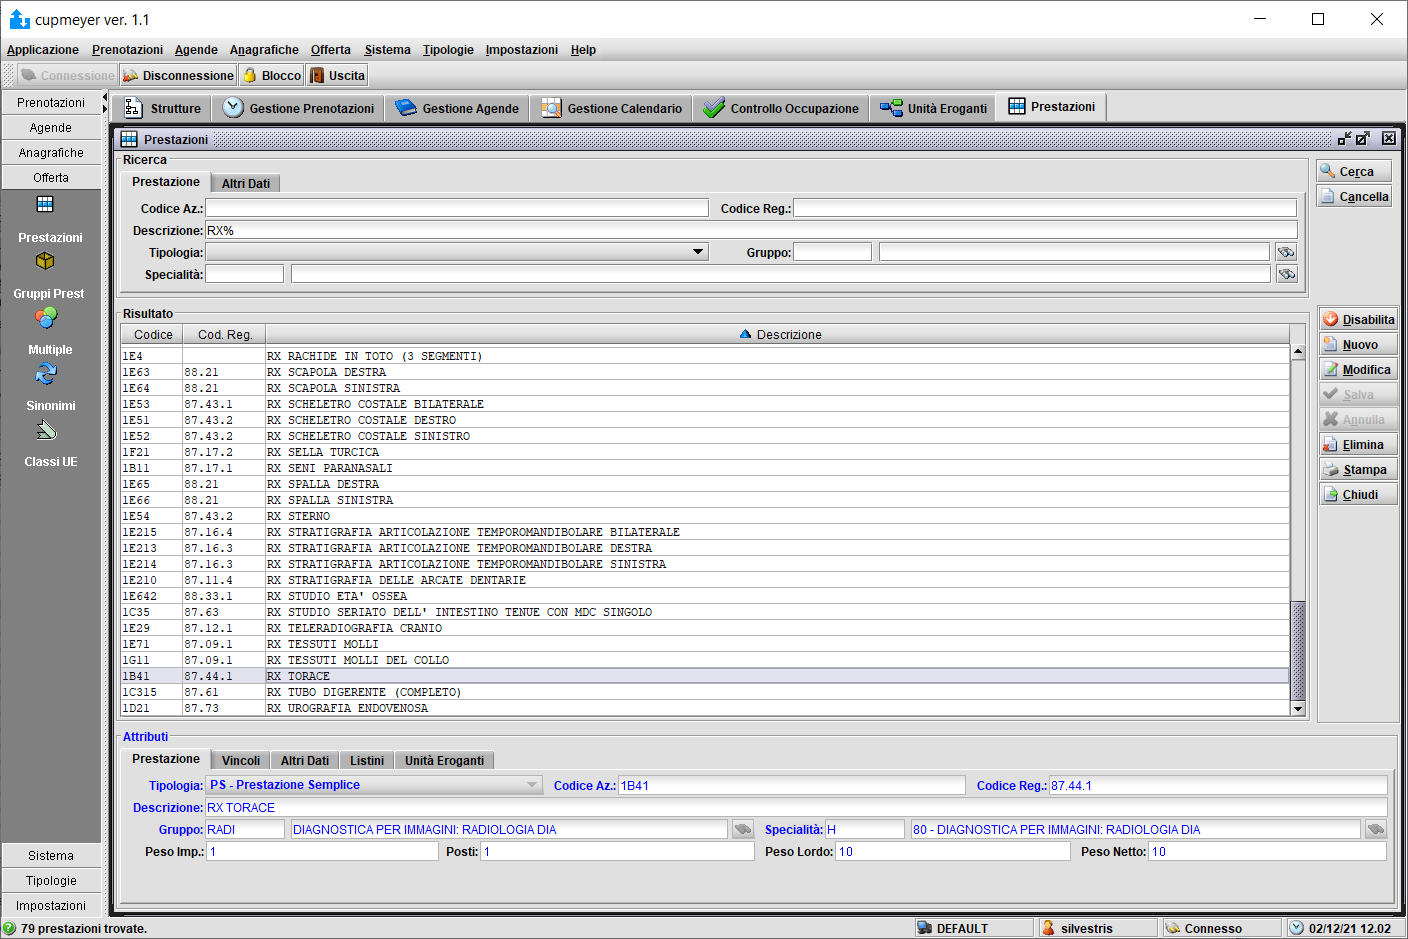 cupmeyer ver. 1.1
Applicazione Prenotazioni Agende Anagrafiche Offerta Sistema Tipologie Impostazioni Help
Connessione Disconnessione Blocco Uscita
Prenotazioni
Agende
Anagrafiche
Offerta
Prestazioni
Gruppi Prest
Multiple
Sinonimi
Classi UE
Sistema
Tipologie
Impostazioni
Strutture Gestione Prenotazioni Gestione Agende Gestione Calendario Controllo Occupazione Unità Eroganti Prestazioni
Prestazioni
Ricerca
Prestazione Altri Dati
Codice Az.: Codice Reg.:
Descrizione: RX%
Tipologia: Gruppo:
Specialità:
Cerca
Cancella
Risultato
Codice Cod. Reg. Descrizione
1E4 RX RACHIDE IN TOTO (3 SEGMENTI)
1E63 88.21 RX SCAPOLA DESTRA
1E64 88.21 RX SCAPOLA SINISTRA
1E53 87.43.1 RX SCHELETRO COSTALE BILATERALE
1E51 87.43.2 RX SCHELETRO COSTALE DESTRO
1E52 87.43.2 RX SCHELETRO COSTALE SINISTRO
1F21 87.17.2 RX SELLA TURCICA
1B11 87.17.1 RX SENI PARANASALI
1E65 88.21 RX SPALLA DESTRA
1E66 88.21 RX SPALLA SINISTRA
1E54 87.43.2 RX STERNO
1E215 87.16.4 RX STRATIGRAFIA ARTICOLAZIONE TEMPOROMANDIBOLARE BILATERALE
1E213 87.16.3 RX STRATIGRAFIA ARTICOLAZIONE TEMPOROMANDIBOLARE DESTRA
1E214 87.16.3 RX STRATIGRAFIA ARTICOLAZIONE TEMPOROMANDIBOLARE SINISTRA
1E210 87.11.4 RX STRATIGRAFIA DELLE ARCATE DENTARIE
1E642 88.33.1 RX STUDIO ETA' OSSEA
1C35 87.63 RX STUDIO SERIATO DELL' INTESTINO TENUE CON MDC SINGOLO
1E29 87.12.1 RX TELERADIOGRAFIA CRANIO
1E71 87.09.1 RX TESSUTI MOLLI
1G11 87.09.1 RX TESSUTI MOLLI DEL COLLO
1B41 87.44.1 RX TORACE
1C315 87.61 RX TUBO DIGERENTE (COMPLETO)
1D21 87.73 RX UROGRAFIA ENDOVENOSA
Disabilita
Nuovo
Modifica
Salva
Annulla
Elimina
Stampa
Chiudi
Attributi
Prestazione Vincoli Altri Dati Listini Unità Eroganti
Tipologia: PS - Prestazione Semplice Codice Az.: 1B41 Codice Reg.: 87.44.1
Descrizione: RX TORACE
Gruppo: RADI DIAGNOSTICA PER IMMAGINI: RADIOLOGIA DIA Specialità: H 80 - DIAGNOSTICA PER IMMAGINI: RADIOLOGIA DIA
Peso Imp.: 1 Posti: 1 Peso Lordo: 10 Peso Netto: 10
79 prestazioni trovate. DEFAULT silvestris Connesso 02/12/21 12.02